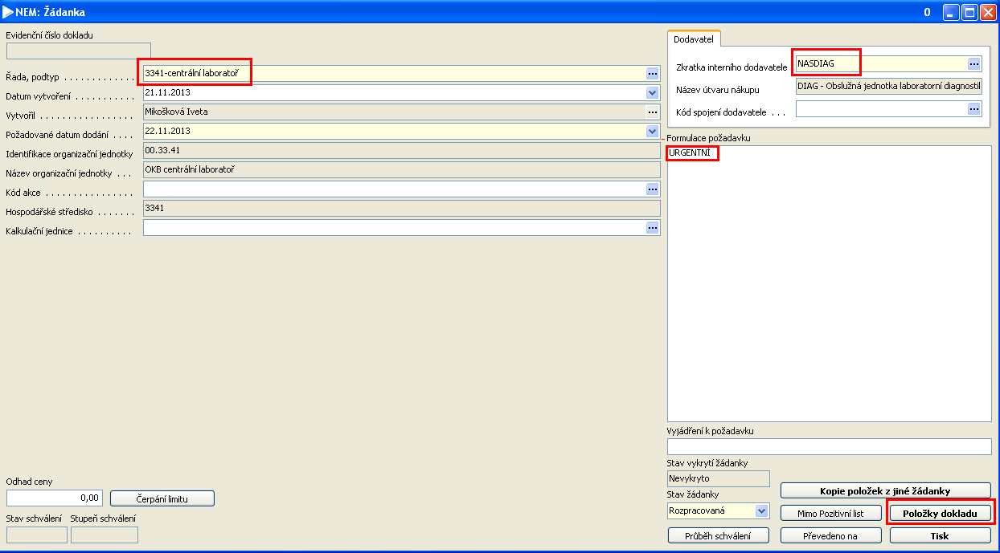 NEM: Žádanka
0
Evidenční číslo dokladu
Řada, podtyp . . . . . . . . . . . . . 3341-centrální laboratoř
Datum vytvoření . . . . . . . . . . . 21.11.2013
Vytvořil . . . . . . . . . . . . . . . . . Mikošková Iveta
Požadované datum dodání . . . . 22.11.2013
Identifikace organizační jednotky 00.33.41
Název organizační jednotky . . . OKB centrální laboratoř
Kód akce . . . . . . . . . . . . . . . .
Hospodářské středisko . . . . . . . 3341
Kalkulační jednice . . . . . . . . . .
Odhad ceny
0,00 Čerpání limitu
Stav schválení Stupeň schválení
Dodavatel
Zkratka interního dodavatele NASDIAG
Název útvaru nákupu DIAG - Obslužná jednotka laboratorní diagnostil
Kód spojení dodavatele . . .
Formulace požadavku
URGENTNÍ
Vyjádření k požadavku
Stav vykrytí žádanky
Nevykryto
Kopie položek z jiné žádanky
Stav žádanky
Rozpracovaná Mimo Pozitivní list Položky dokladu
Průběh schválení Převedeno na Tisk